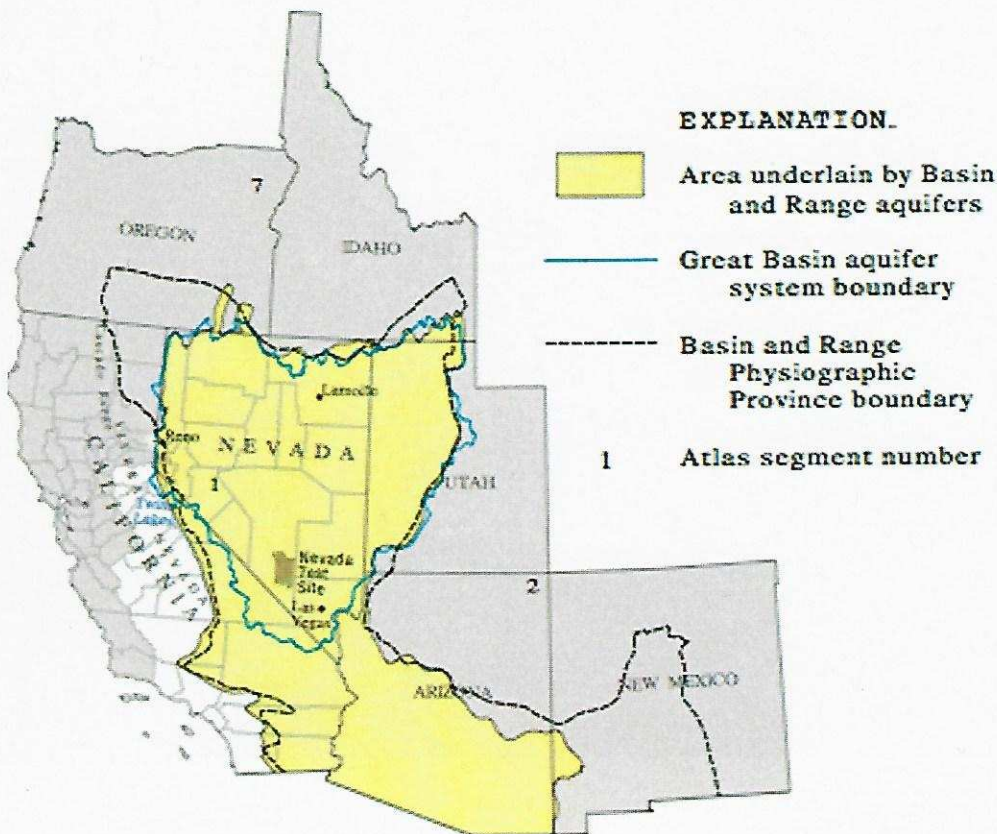 EXPLANATION
Area underlain by Basin
and Range aquifers
Great Basin aquifer
system boundary
Basin and Range
Physiographic
Province boundary
1 Atlas segment number
7
OREGON
IDAHO
Lamoille
Reno
NEVADA
CALIFORNIA
1
UTAH
Nevada
Test
Site
Las
Vegas
2
ARIZONA
NEW MEXICO